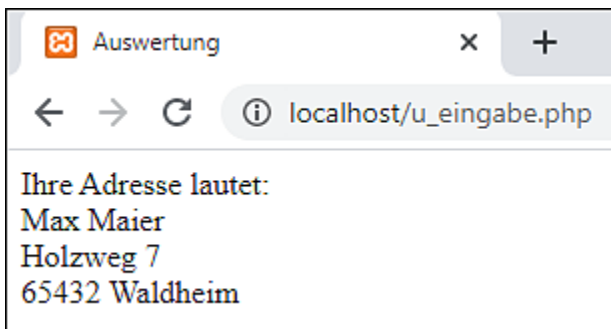 Auswertung
localhost/u_eingabe.php
Ihre Adresse lautet:
Max Maier
Holzweg 7
65432 Waldheim